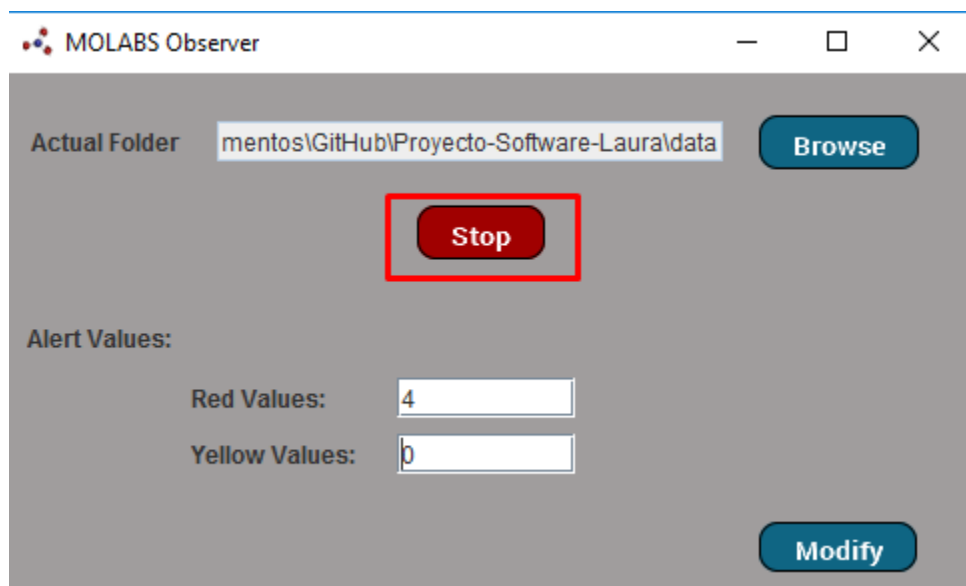 MOLABS Observer
Actual Folder mentos\GitHub\Proyecto-Software-Laura\data Browse
Stop
Alert Values:
Red Values: 4
Yellow Values: 0
Modify